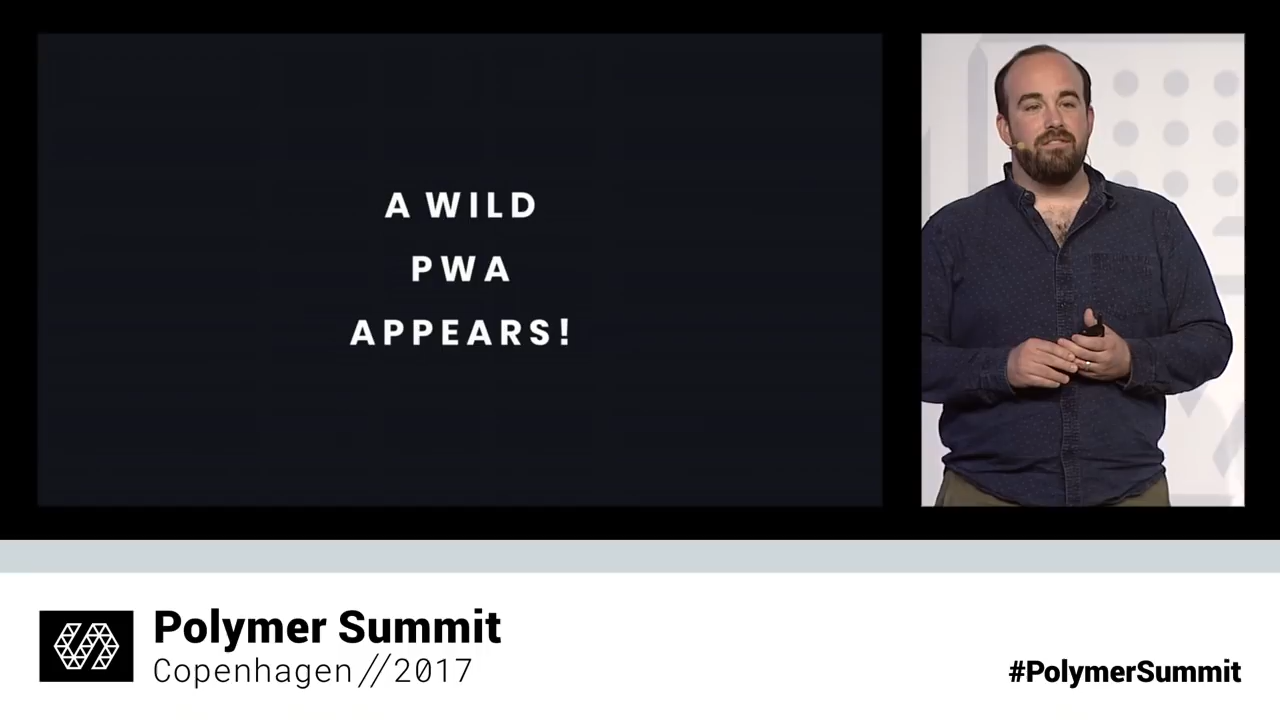 A WILD
PWA
APPEARS!
Polymer Summit
Copenhagen//2017
#PolymerSummit